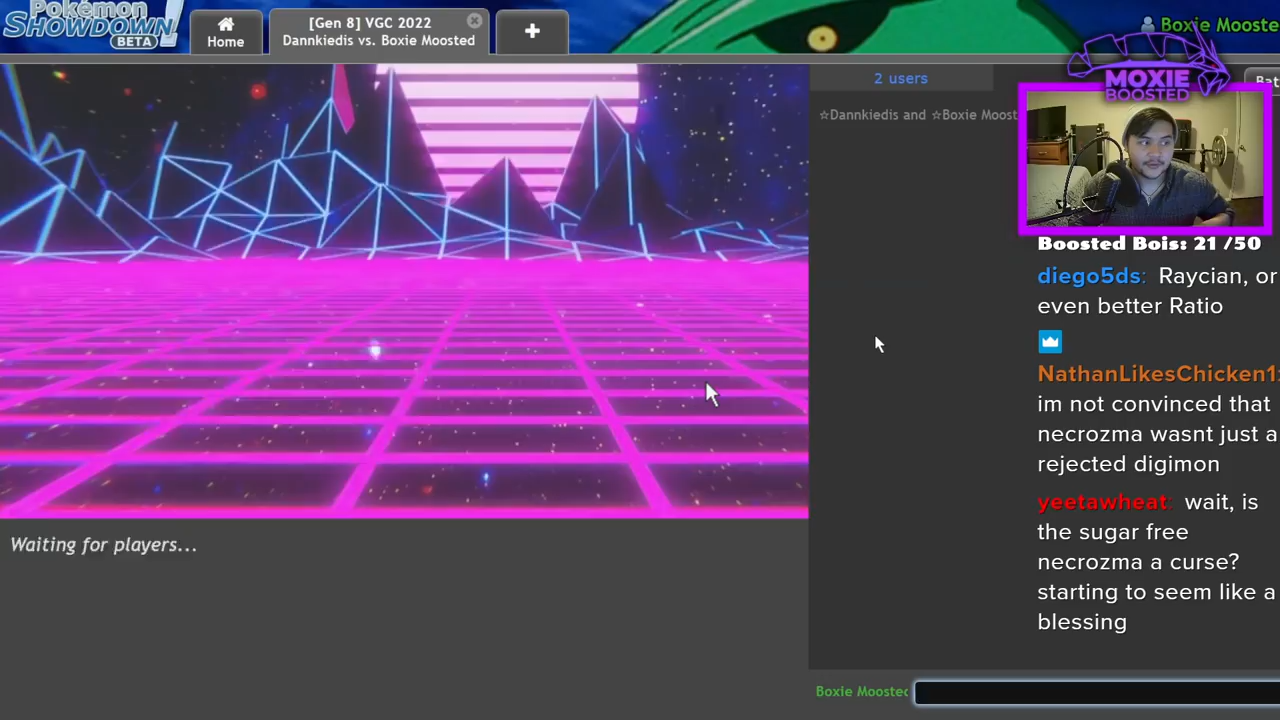 Pokémon
SHOWDOWN!
BETA
Home
[Gen 8] VGC 2022
Dannkiedis vs. Boxie Moosted
Boxie Mooste
2 users
Bat
☆Dannkiedis and ☆Boxie Moost
MOXIE
BOOSTED
Boosted Bois: 21 /50
diego5ds: Raycian, or
even better Ratio
NathanLikesChicken1:
im not convinced that
necrozma wasnt just a
rejected digimon
yeetawheat: wait, is
the sugar free
necrozma a curse?
starting to seem like a
blessing
Waiting for players...
Boxie Moosted